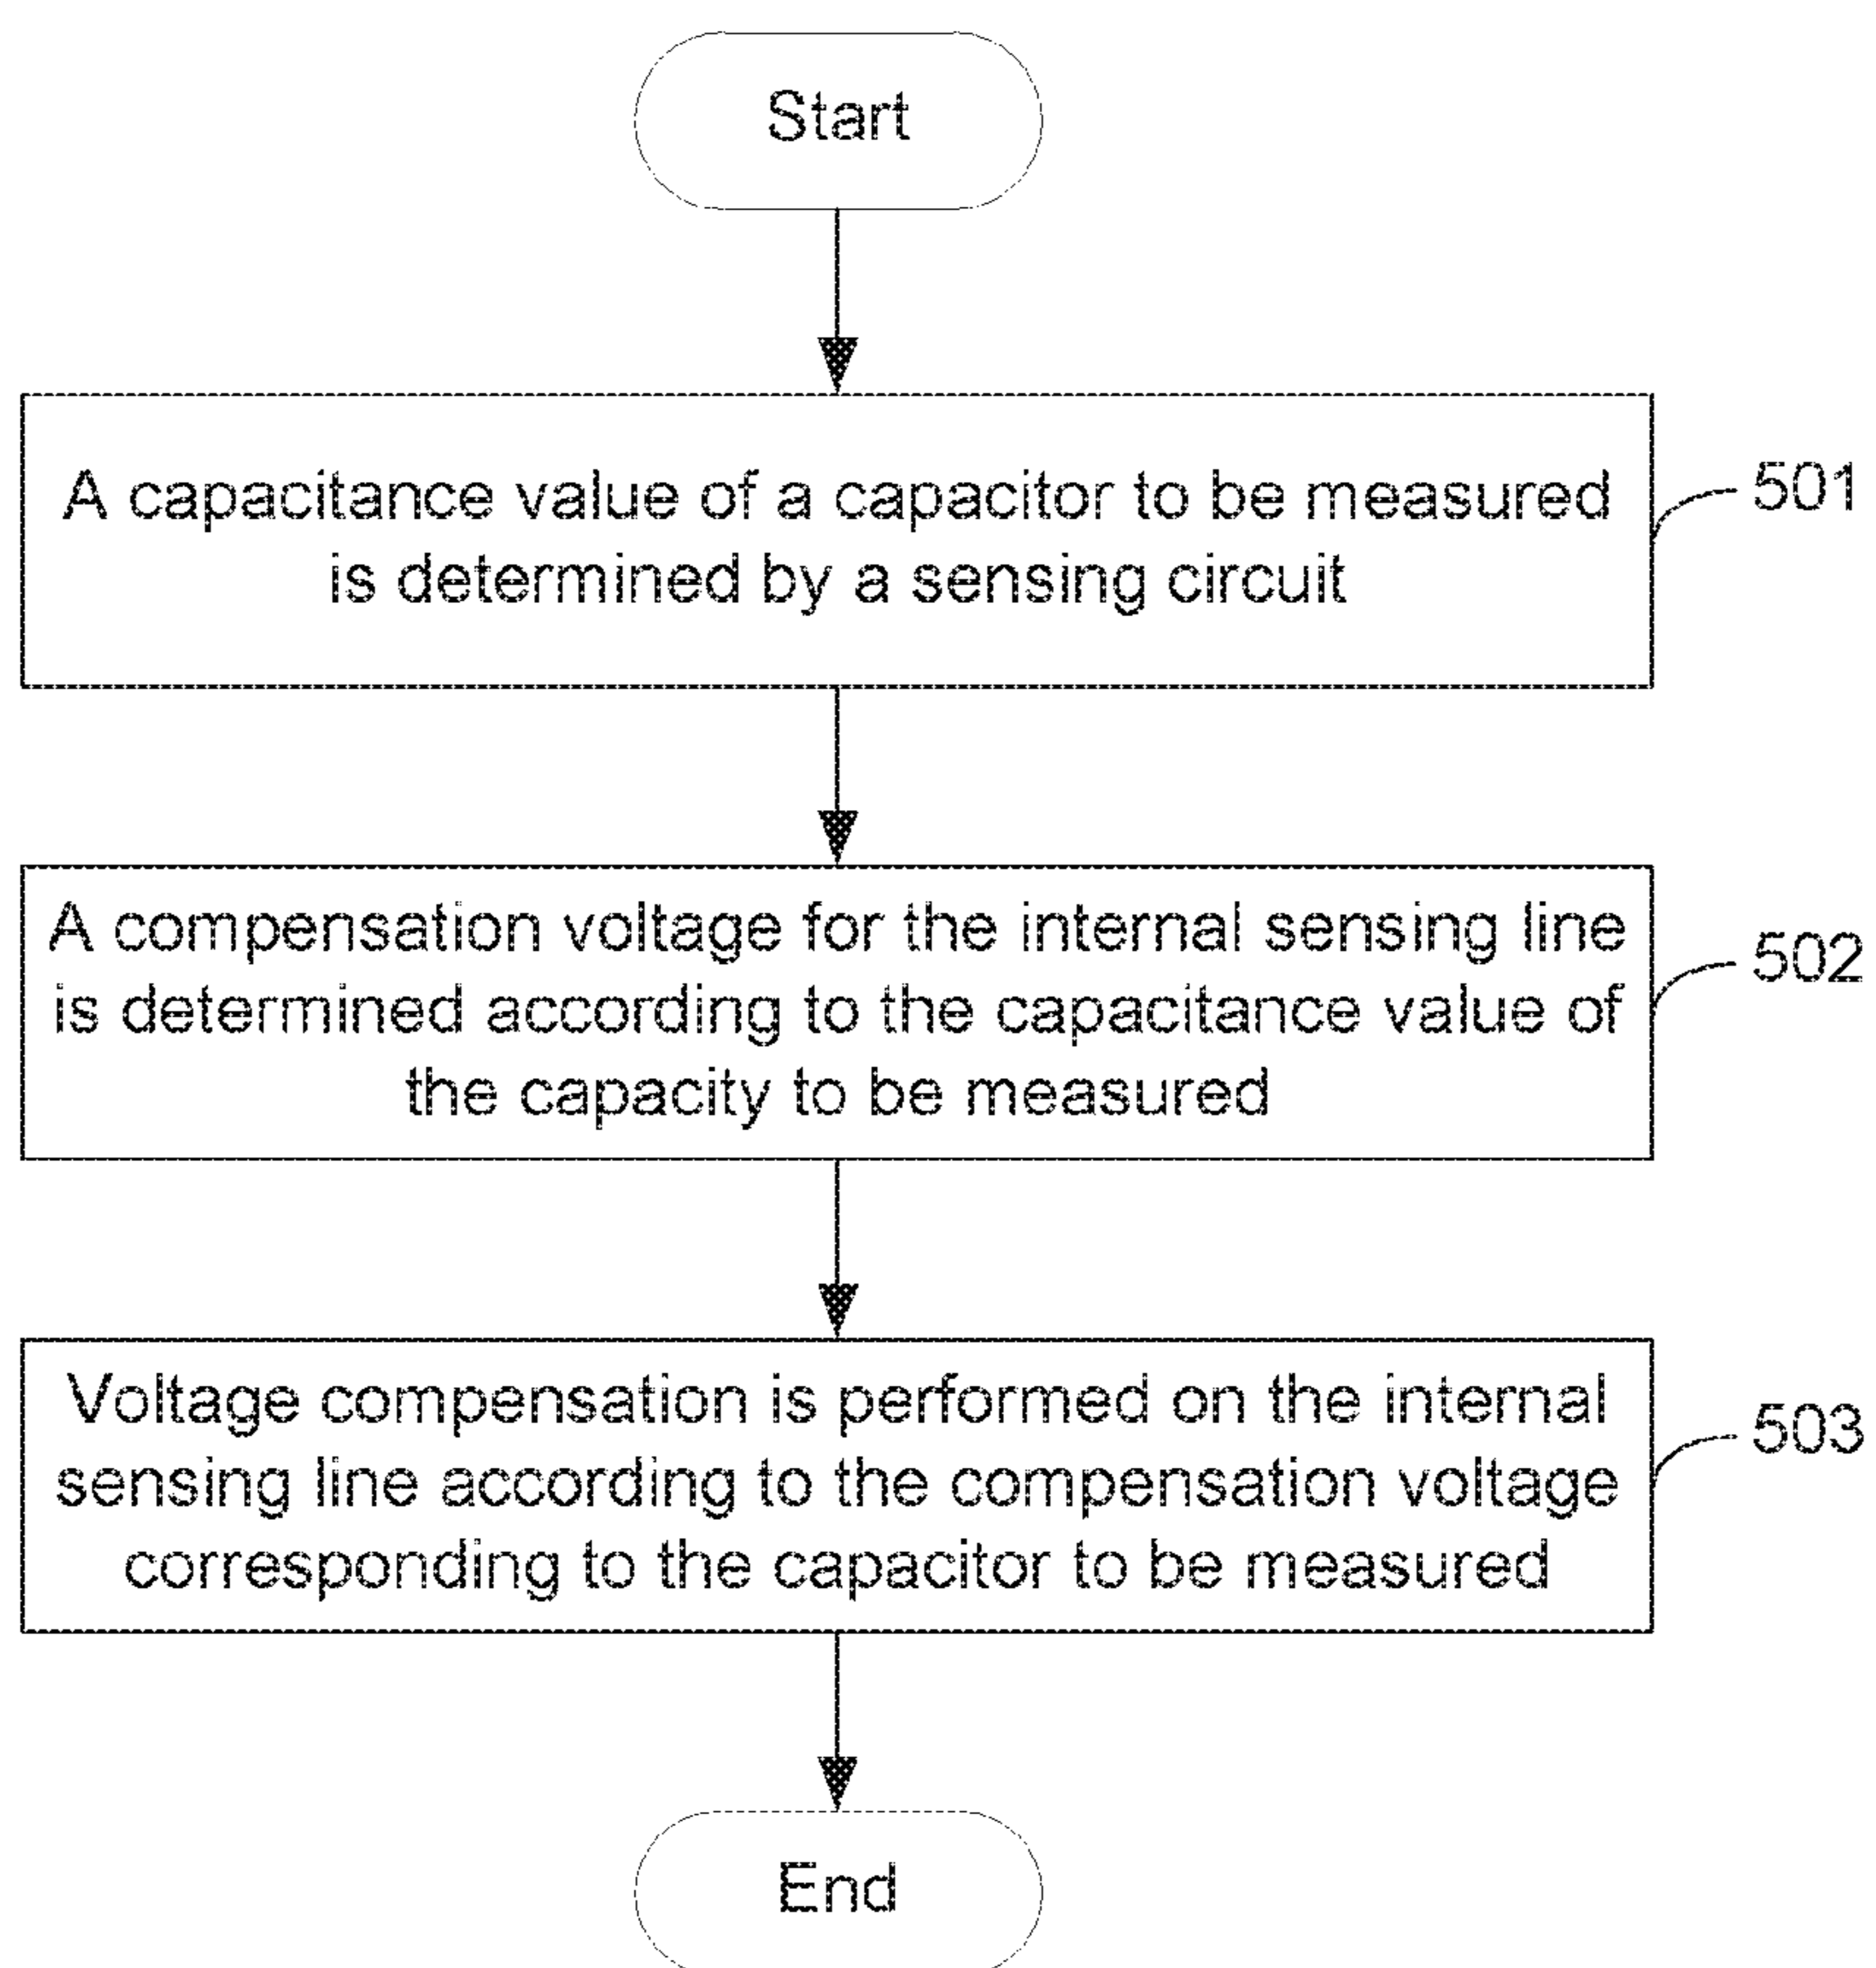 Start
A capacitance value of a capacitor to be measured
is determined by a sensing circuit
501
A compensation voltage for the internal sensing line
is determined according to the capacitance value of
the capacity to be measured
502
Voltage compensation is performed on the internal
sensing line according to the compensation voltage
corresponding to the capacitor to be measured
503
End